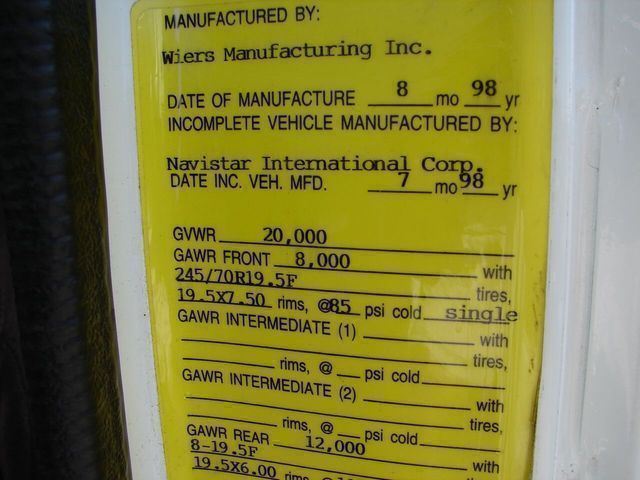 MANUFACTURED BY:
Wiers Manufacturing Inc.
DATE OF MANUFACTURE 8 mo 98 yr
INCOMPLETE VEHICLE MANUFACTURED BY:
Navistar International Corp.
DATE INC. VEH. MFD. 7 mo 98 yr
GVWR 20,000
GAWR FRONT 8,000 with
245/70R19.5F tires,
19.5X7.50 rims, @85 psi cold single
GAWR INTERMEDIATE (1) with
tires,
rims, @ psi cold
GAWR INTERMEDIATE (2) with
tires,
rims, @ psi cold
GAWR REAR 12,000 with
8-19.5F
19.5X6.00 rims